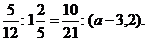 5/12 : 1 2/5 = 10/21 : (a − 3,2).